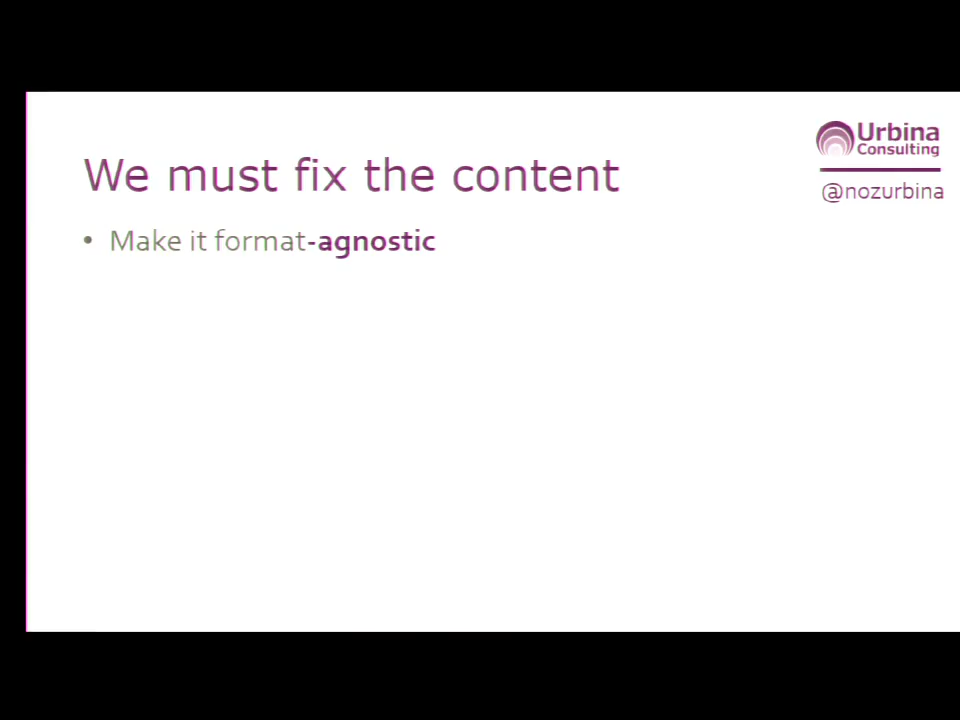 Urbina
Consulting
@nozurbina
We must fix the content
• Make it format-agnostic